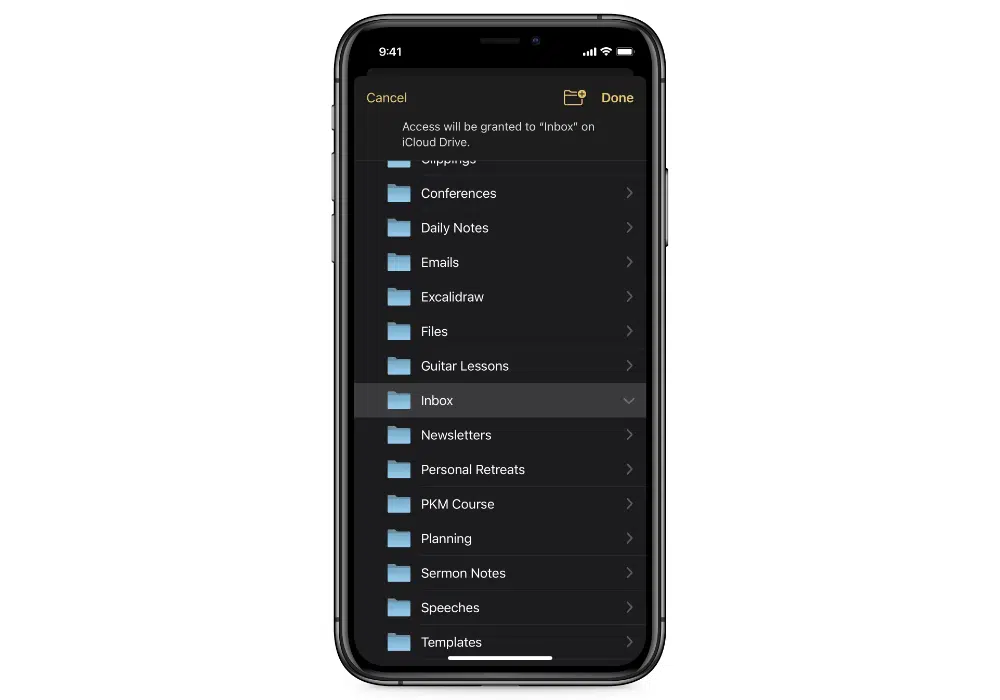 9:41
Cancel
Done
Access will be granted to “Inbox” on
iCloud Drive.
Clippings
Conferences
Daily Notes
Emails
Excalidraw
Files
Guitar Lessons
Inbox
Newsletters
Personal Retreats
PKM Course
Planning
Sermon Notes
Speeches
Templates